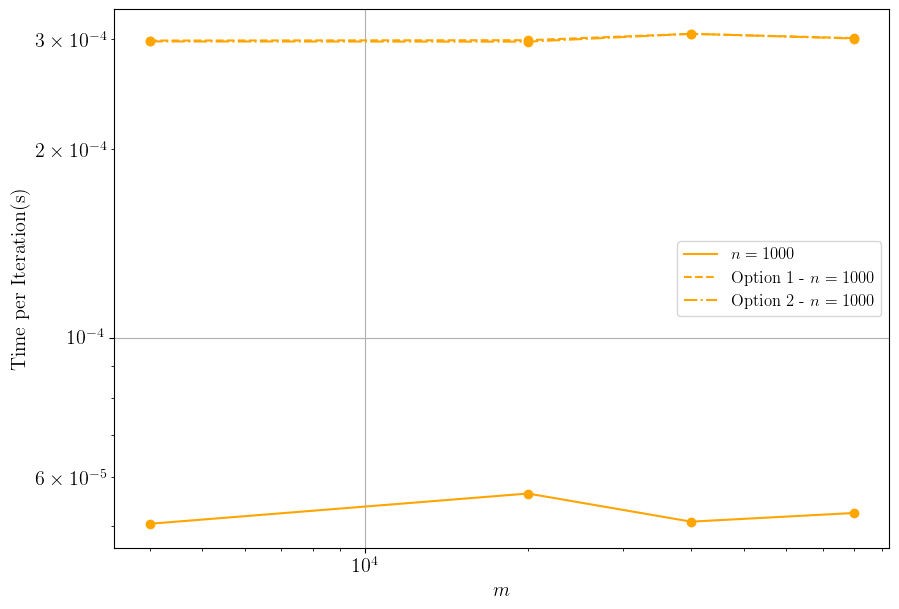 3 × 10⁻⁴
2 × 10⁻⁴
10⁻⁴
6 × 10⁻⁵
Time per Iteration(s)
n = 1000
Option 1 - n = 1000
Option 2 - n = 1000
10⁴
m